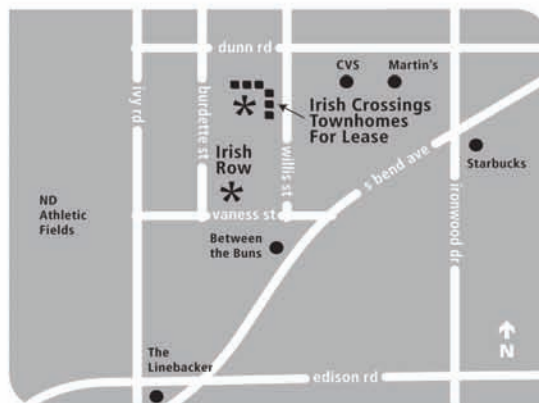 dunn rd
CVS
Martin's
ivy rd
burdette st
willis st
Irish Crossings
Townhomes
For Lease
Irish
Row
s bend ave
Starbucks
ironwood dr
ND
Athletic
Fields
vaness st
Between
the Buns
The
Linebacker
edison rd
N